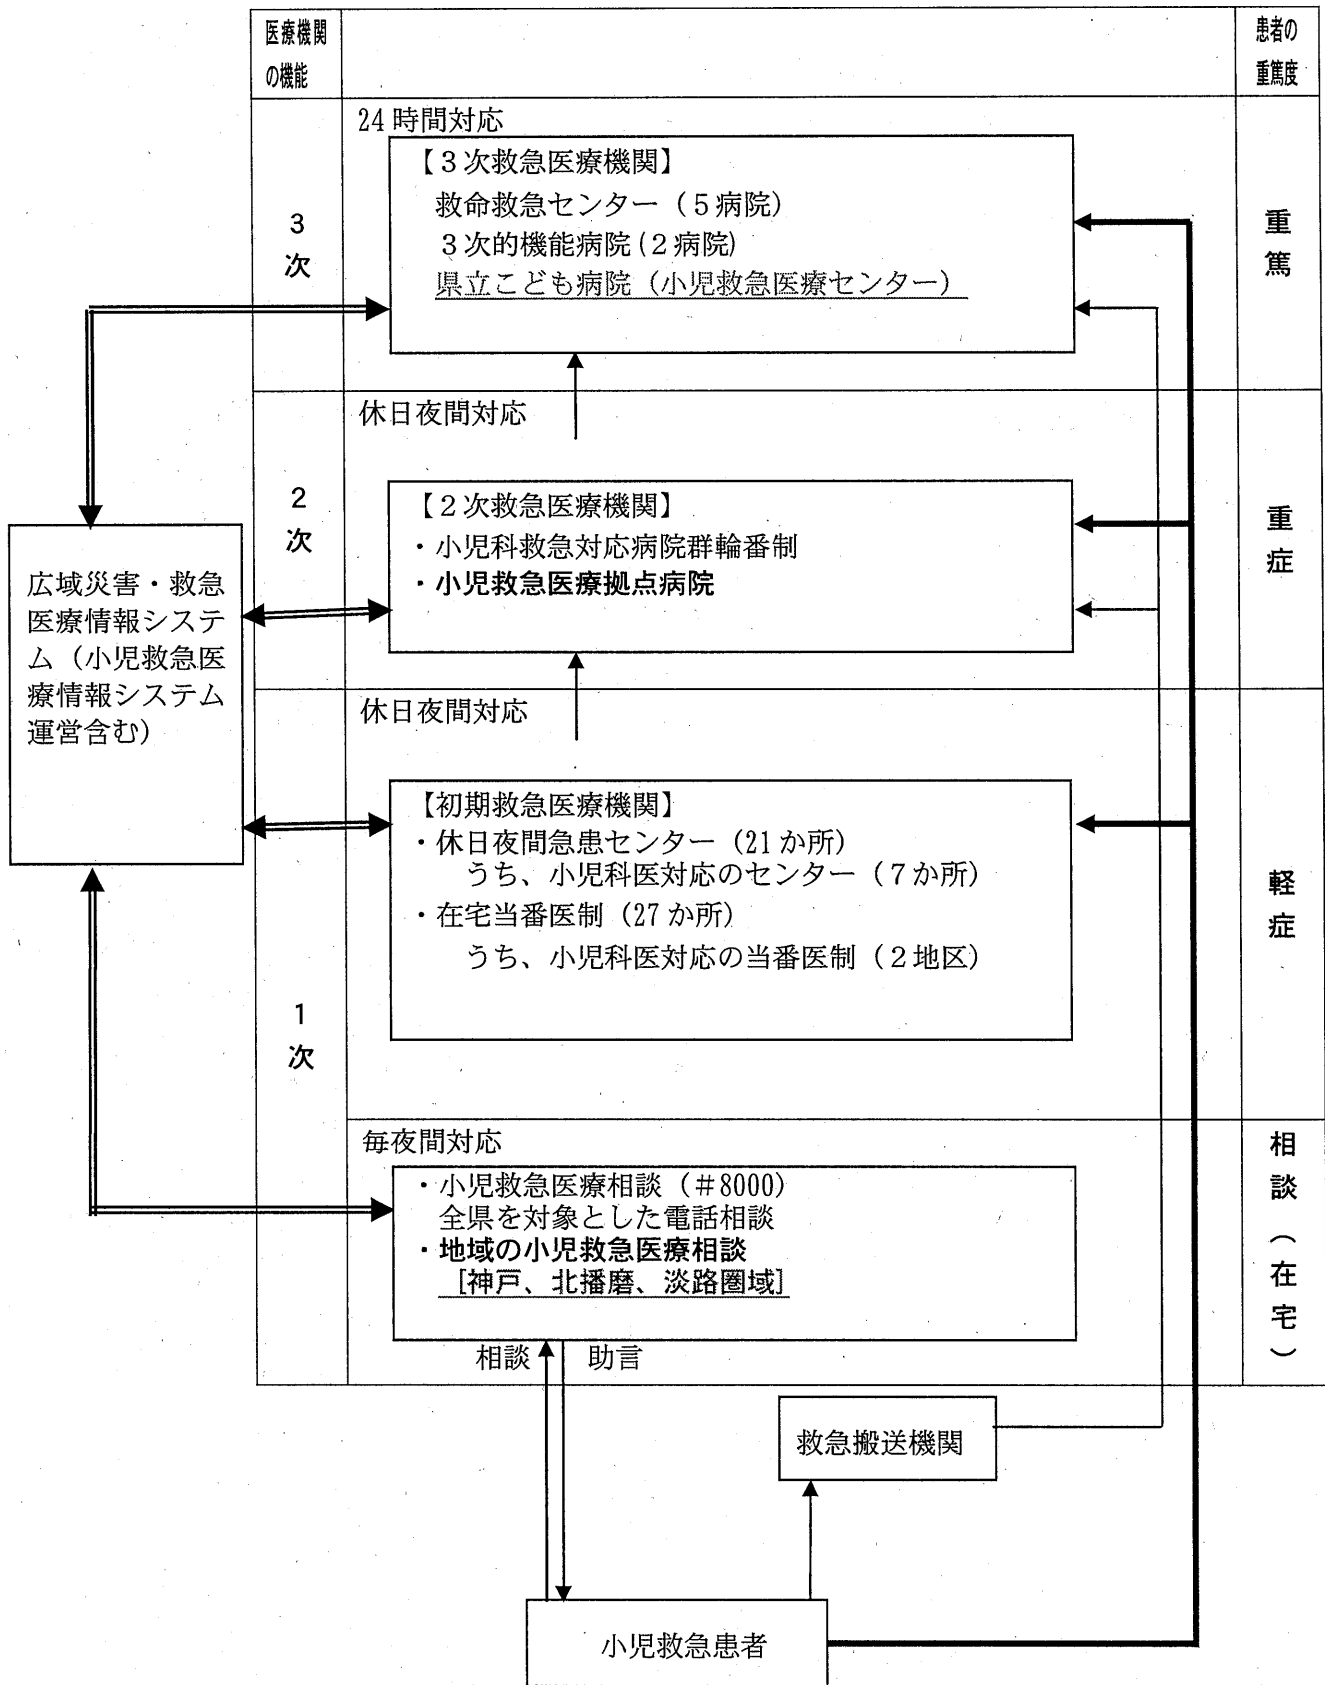 医療機関
の機能
患者の
重篤度
3
次
24時間対応
【3次救急医療機関】
救命救急センター（5病院）
3次的機能病院(2病院)
県立こども病院（小児救急医療センター）
重
篤
2
次
休日夜間対応
【2次救急医療機関】
・小児科救急対応病院群輪番制
・小児救急医療拠点病院
重
症
広域災害・救急
医療情報システ
ム（小児救急医
療情報システム
運営含む）
1
次
休日夜間対応
【初期救急医療機関】
・休日夜間急患センター（21か所）
うち、小児科医対応のセンター（7か所）
・在宅当番医制（27か所）
うち、小児科医対応の当番医制（2地区）
軽
症
毎夜間対応
・小児救急医療相談（＃8000）
全県を対象とした電話相談
・地域の小児救急医療相談
[神戸、北播磨、淡路圏域]
相
談
（
在
宅
）
相談
助言
救急搬送機関
小児救急患者